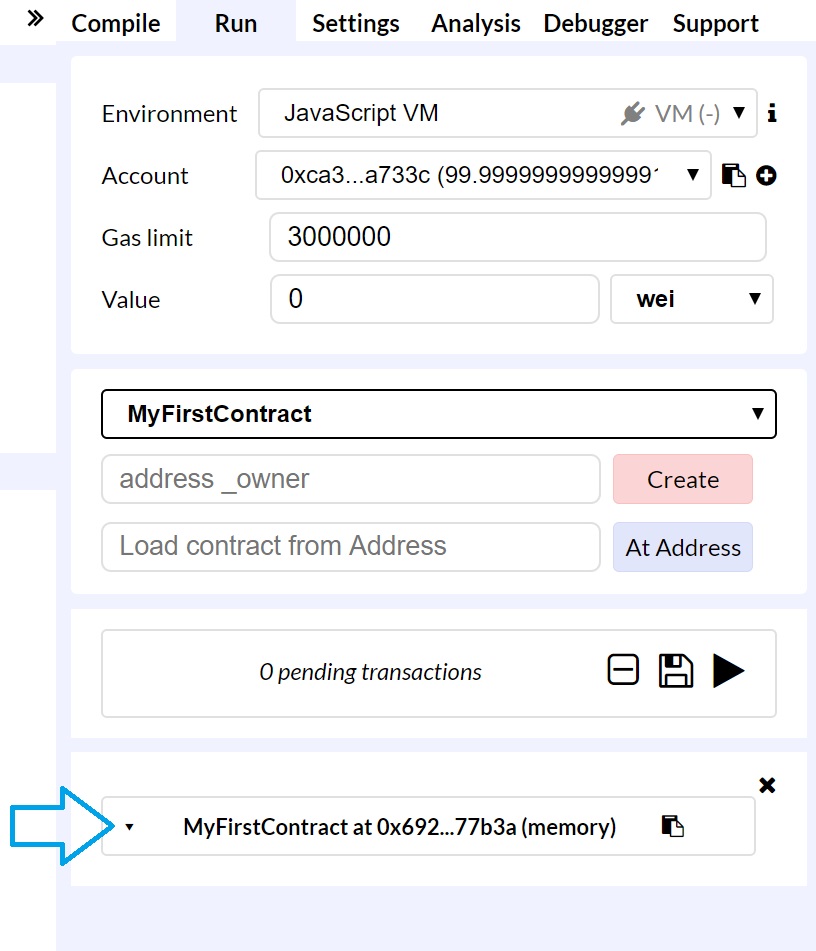 Compile Run Settings Analysis Debugger Support
Environment JavaScript VM VM (-)
Account 0xca3...a733c (99.9999999999999
Gas limit 3000000
Value 0 wei
MyFirstContract
address _owner Create
Load contract from Address At Address
0 pending transactions
MyFirstContract at 0x692...77b3a (memory)